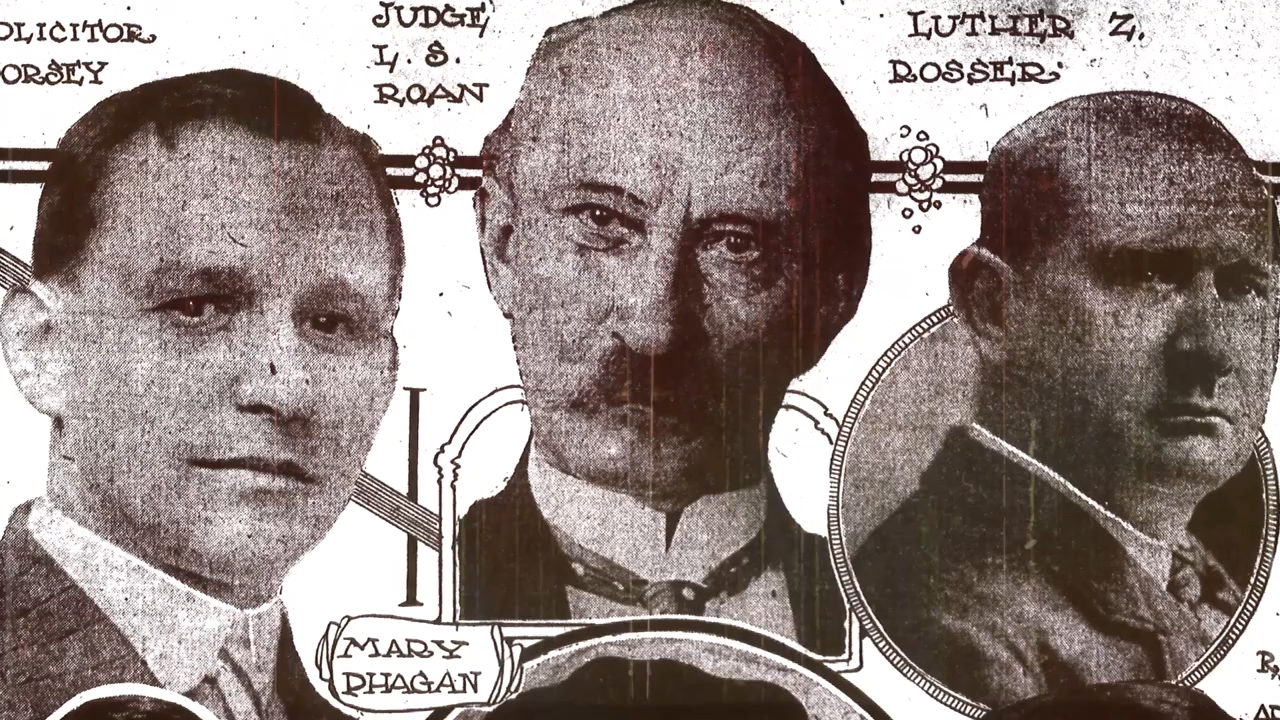 OLICITOR
ORSEY
JUDGE
L. S.
ROAN
LUTHER Z.
ROSSER
MARY
PHAGAN